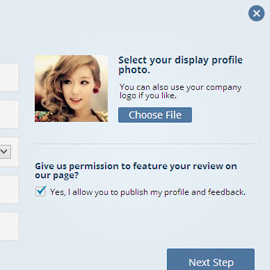 Select your display profile
photo.
You can also use your company
logo if you like.
Choose File
Give us permission to feature your review on
our page?
Yes, I allow you to publish my profile and feedback.
Next Step